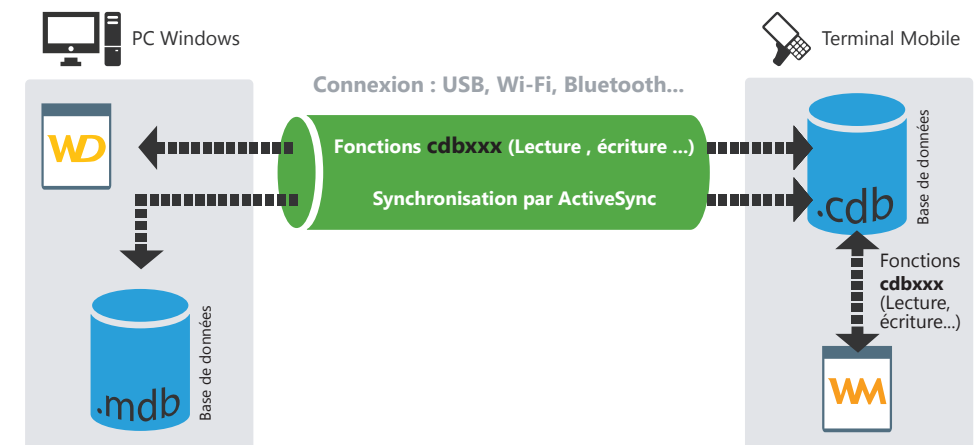 PC Windows
Terminal Mobile
Connexion : USB, Wi-Fi, Bluetooth...
WD
Fonctions cdbxxx (Lecture , écriture ...)
Synchronisation par ActiveSync
.cdb
Base de données
Fonctions
cdbxxx
(Lecture,
écriture...)
.mdb
Base de données
WM